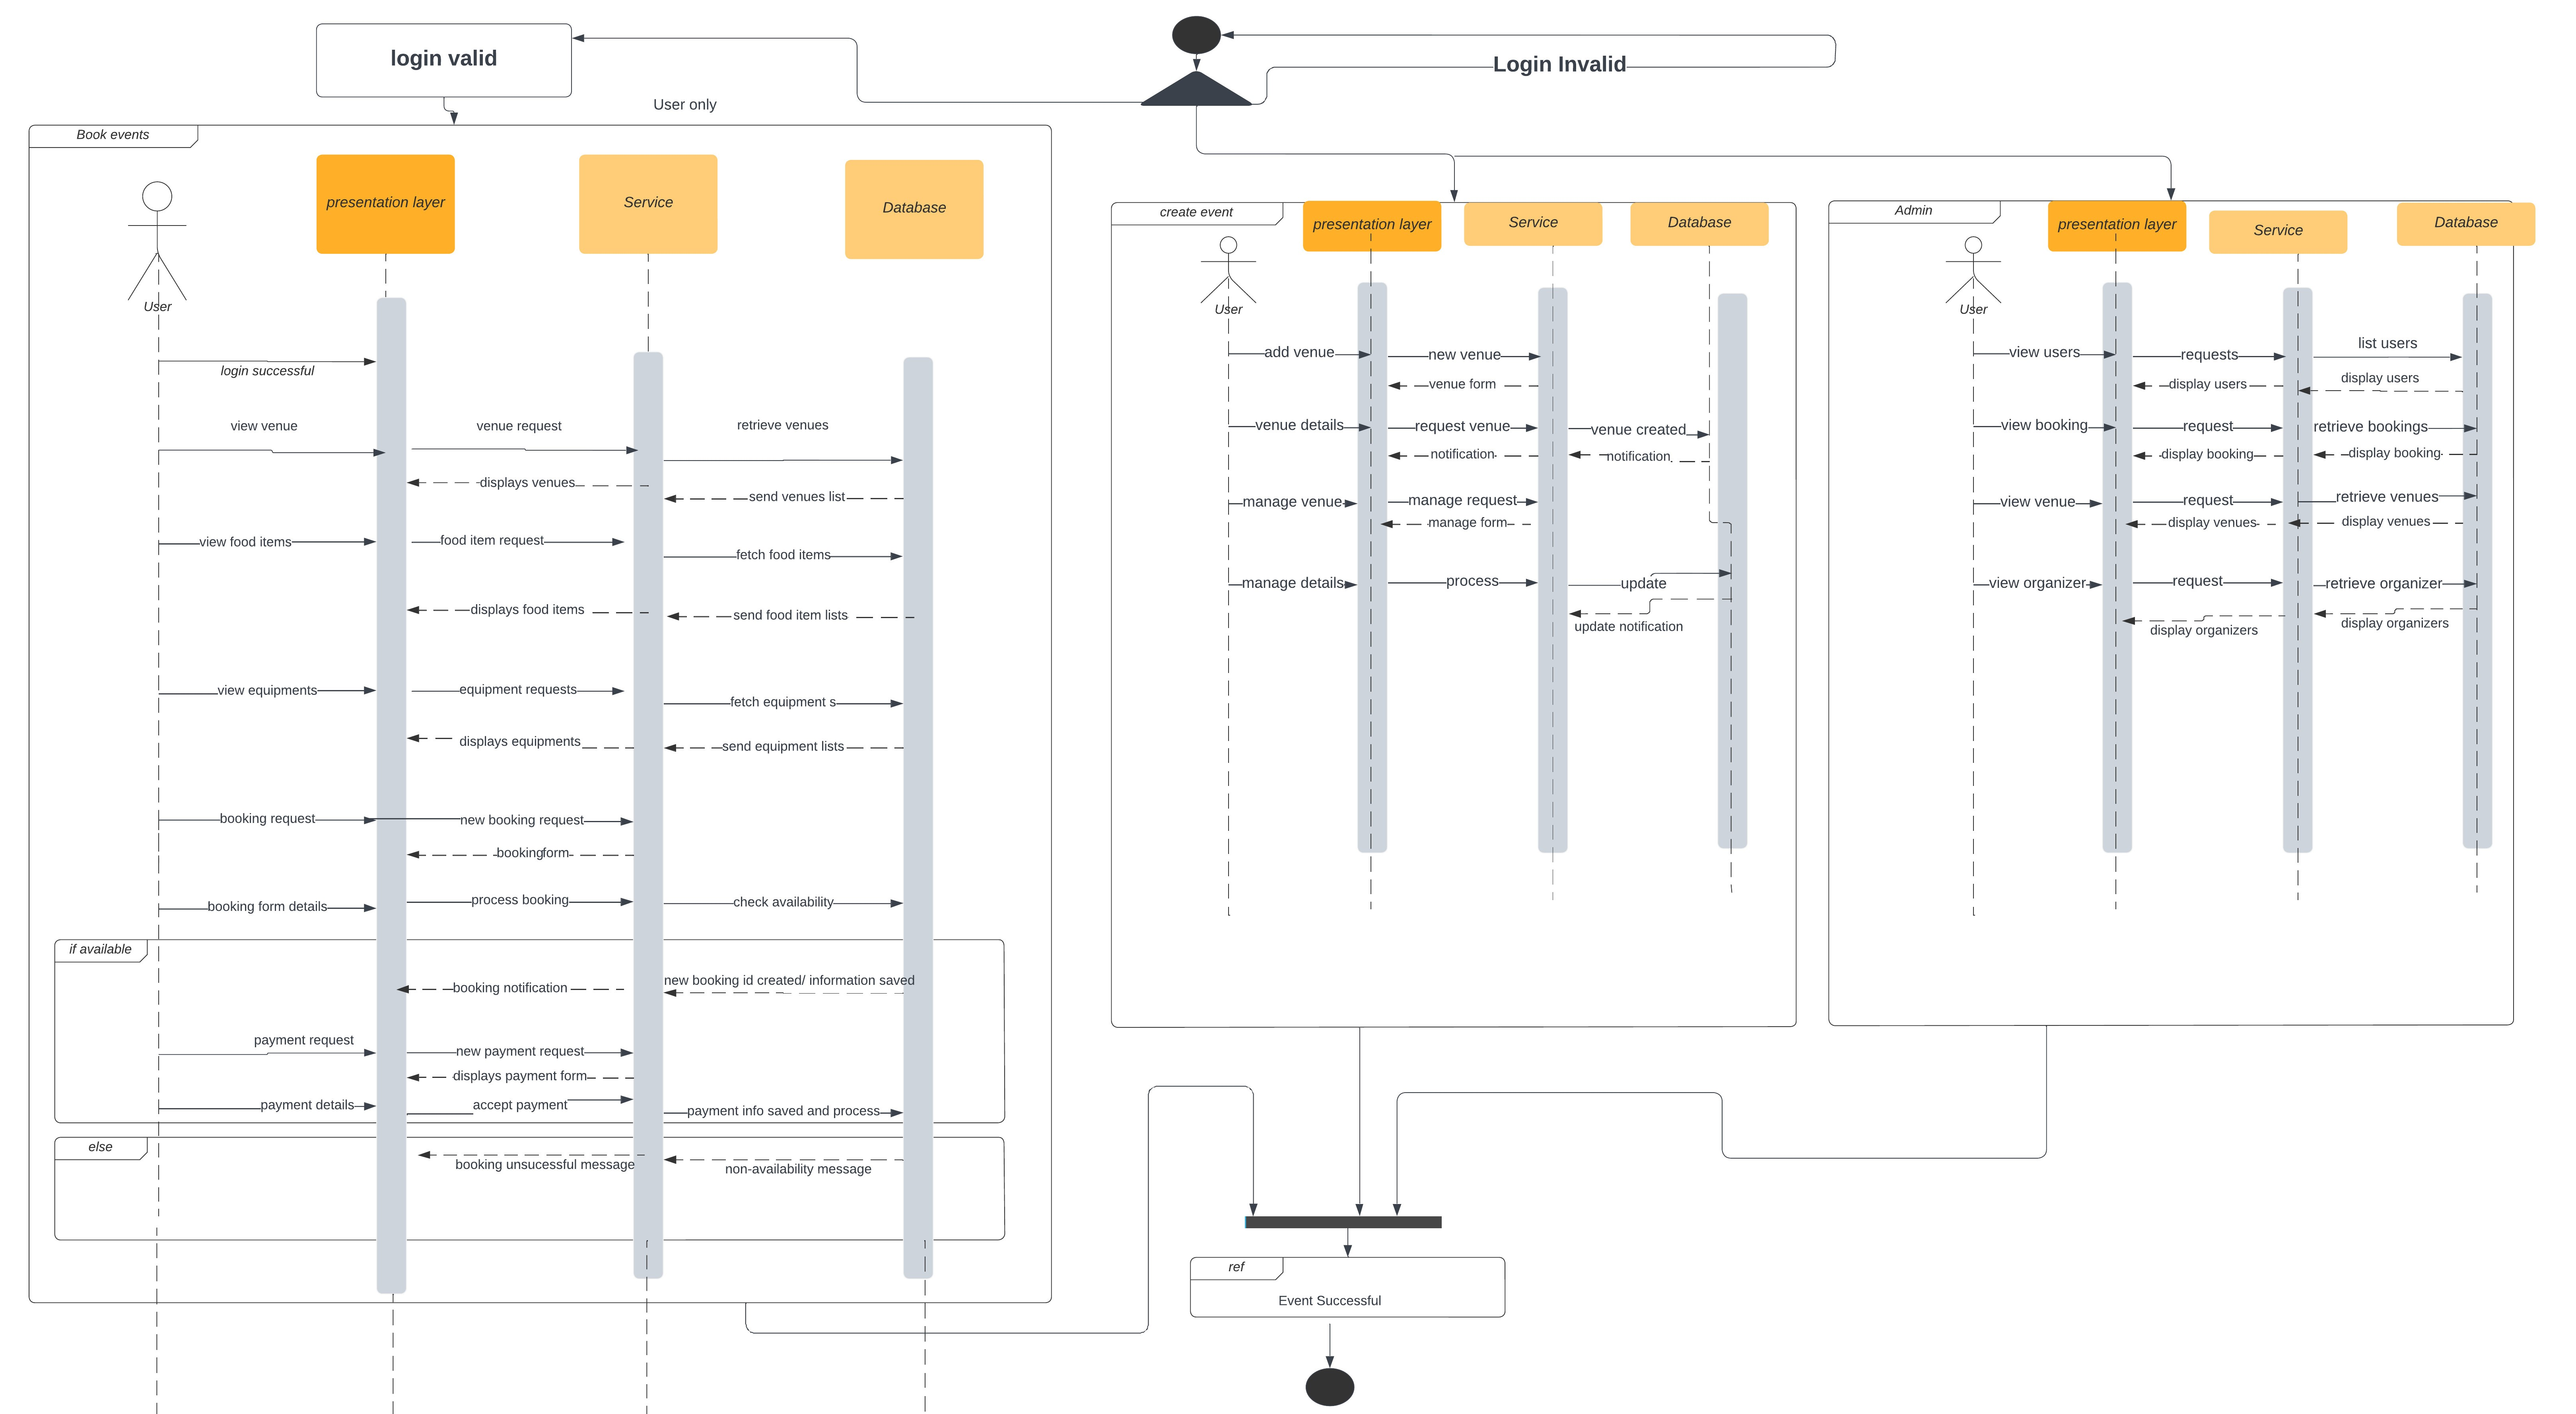 login valid
Login Invalid
User only
Book events
presentation layer
Service
Database
User
login successful
view venue
venue request
retrieve venues
displays venues
send venues list
view food items
food item request
fetch food items
displays food items
send food item lists
view equipments
equipment requests
fetch equipment s
displays equipments
send equipment lists
booking request
new booking request
bookingform
booking form details
process booking
check availability
if available
new booking id created/ information saved
booking notification
payment request
new payment request
displays payment form
payment details
accept payment
payment info saved and process
else
booking unsucessful message
non-availability message
create event
presentation layer
Service
Database
User
add venue
new venue
venue form
venue details
request venue
venue created
notification
notification
manage venue
manage request
manage form
manage details
process
update
update notification
Admin
presentation layer
Service
Database
User
view users
requests
list users
display users
display users
view booking
request
retrieve bookings
display booking
display booking
view venue
request
retrieve venues
display venues
display venues
view organizer
request
retrieve organizer
display organizers
display organizers
ref
Event Successful